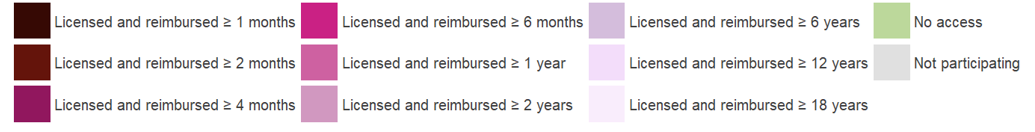 Licensed and reimbursed ≥ 1 months
Licensed and reimbursed ≥ 2 months
Licensed and reimbursed ≥ 4 months
Licensed and reimbursed ≥ 6 months
Licensed and reimbursed ≥ 1 year
Licensed and reimbursed ≥ 2 years
Licensed and reimbursed ≥ 6 years
Licensed and reimbursed ≥ 12 years
Licensed and reimbursed ≥ 18 years
No access
Not participating